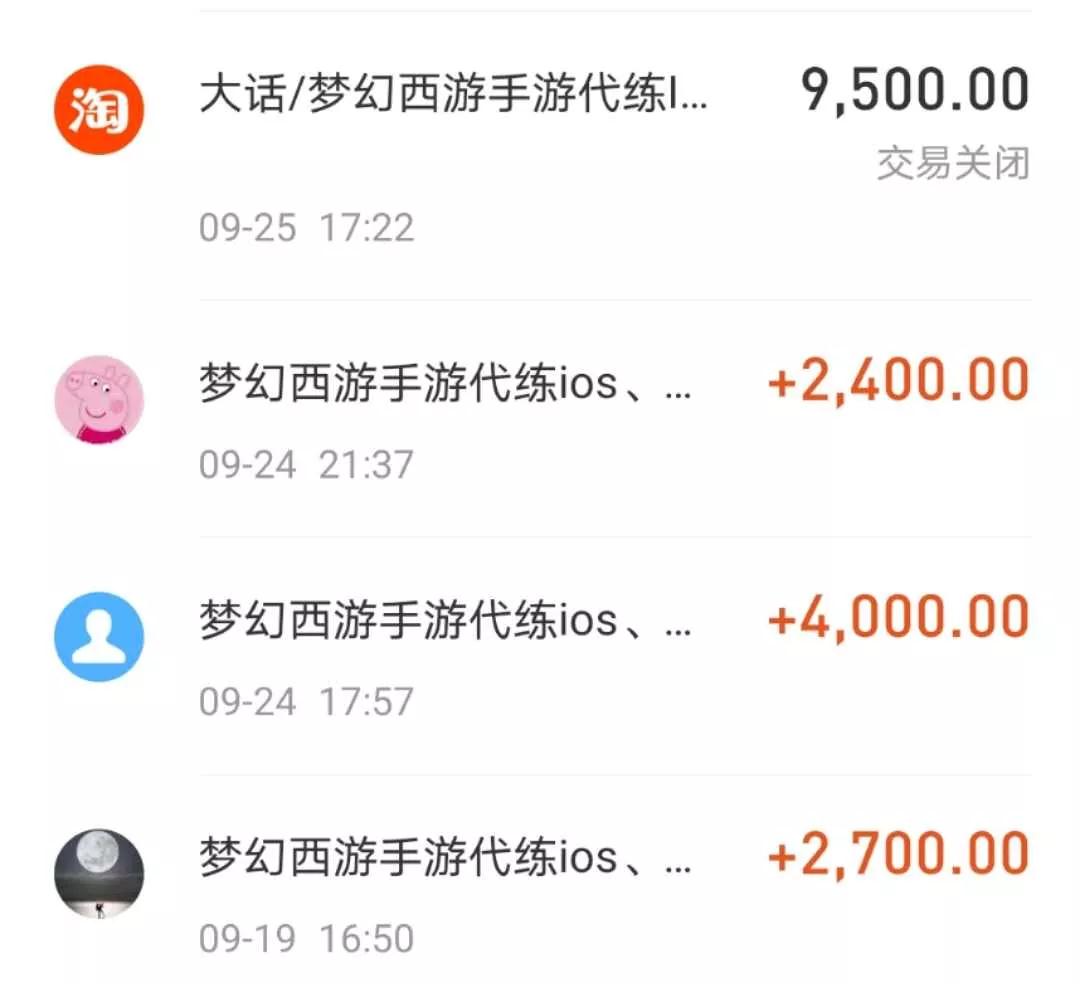 淘
大话/梦幻西游手游代练I...
9,500.00
交易关闭
09-25 17:22
梦幻西游手游代练ios、...
+2,400.00
09-24 21:37
梦幻西游手游代练ios、...
+4,000.00
09-24 17:57
梦幻西游手游代练ios、...
+2,700.00
09-19 16:50